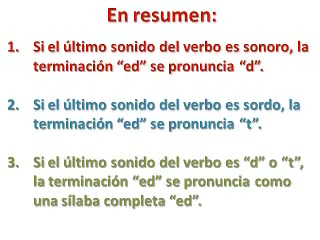 En resumen:
1. Si el último sonido del verbo es sonoro, la
terminación “ed” se pronuncia “d”.
2. Si el último sonido del verbo es sordo, la
terminación “ed” se pronuncia “t”.
3. Si el último sonido del verbo es “d” o “t”,
la terminación “ed” se pronuncia como
una sílaba completa “ed”.